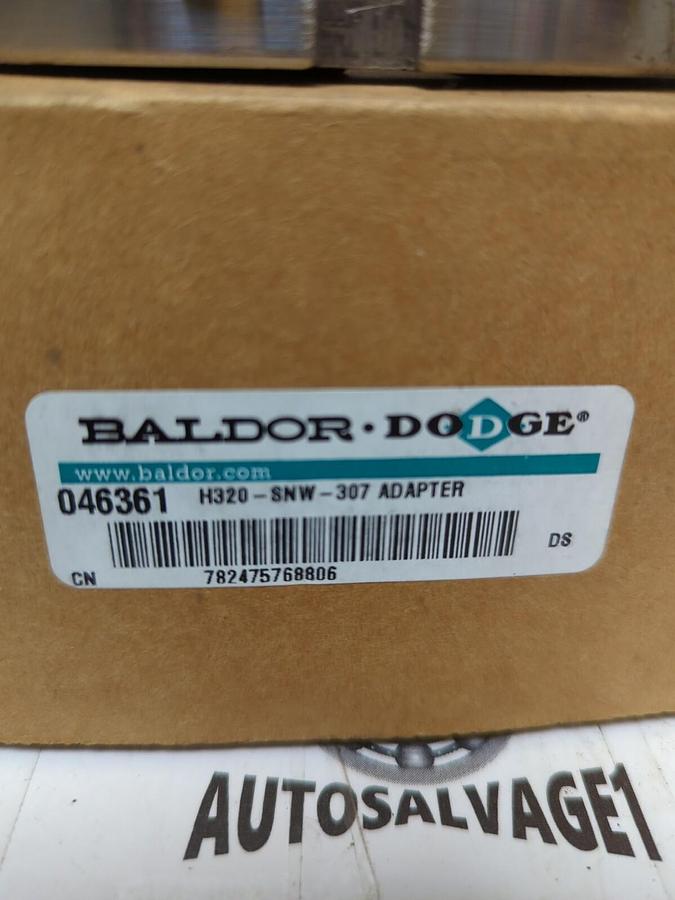 BALDOR • DODGE®
www.baldor.com
046361 H320-SNW-307 ADAPTER
DS
CN 782475768806
AUTOSALVAGE1